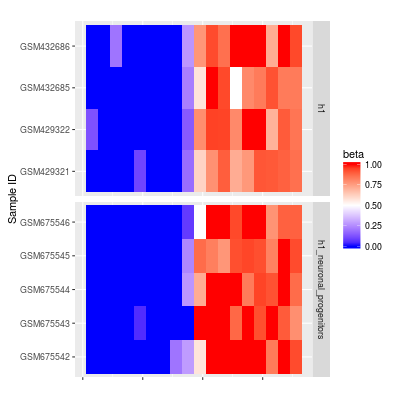 GSM432686
GSM432685
GSM429322
GSM429321
h1
Sample ID
GSM675546
GSM675545
GSM675544
GSM675543
GSM675542
h1_neuronal_progenitors
beta
1.00
0.75
0.50
0.25
0.00